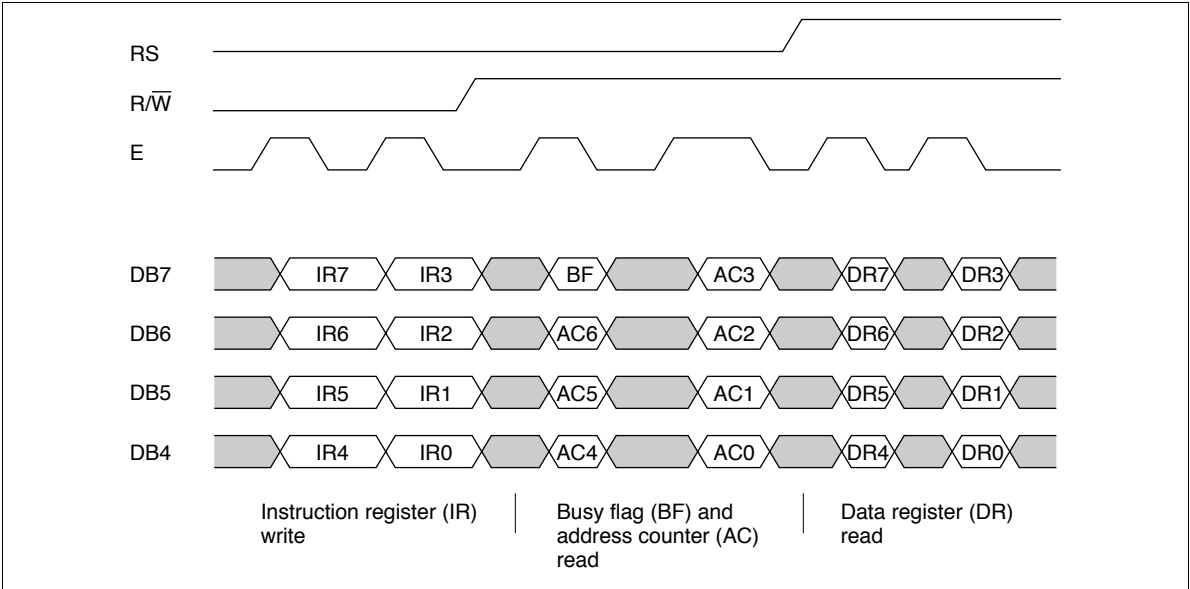 RS
R/W̅
E
DB7 IR7 IR3 BF AC3 DR7 DR3
DB6 IR6 IR2 AC6 AC2 DR6 DR2
DB5 IR5 IR1 AC5 AC1 DR5 DR1
DB4 IR4 IR0 AC4 AC0 DR4 DR0
Instruction register (IR)
write
Busy flag (BF) and
address counter (AC)
read
Data register (DR)
read